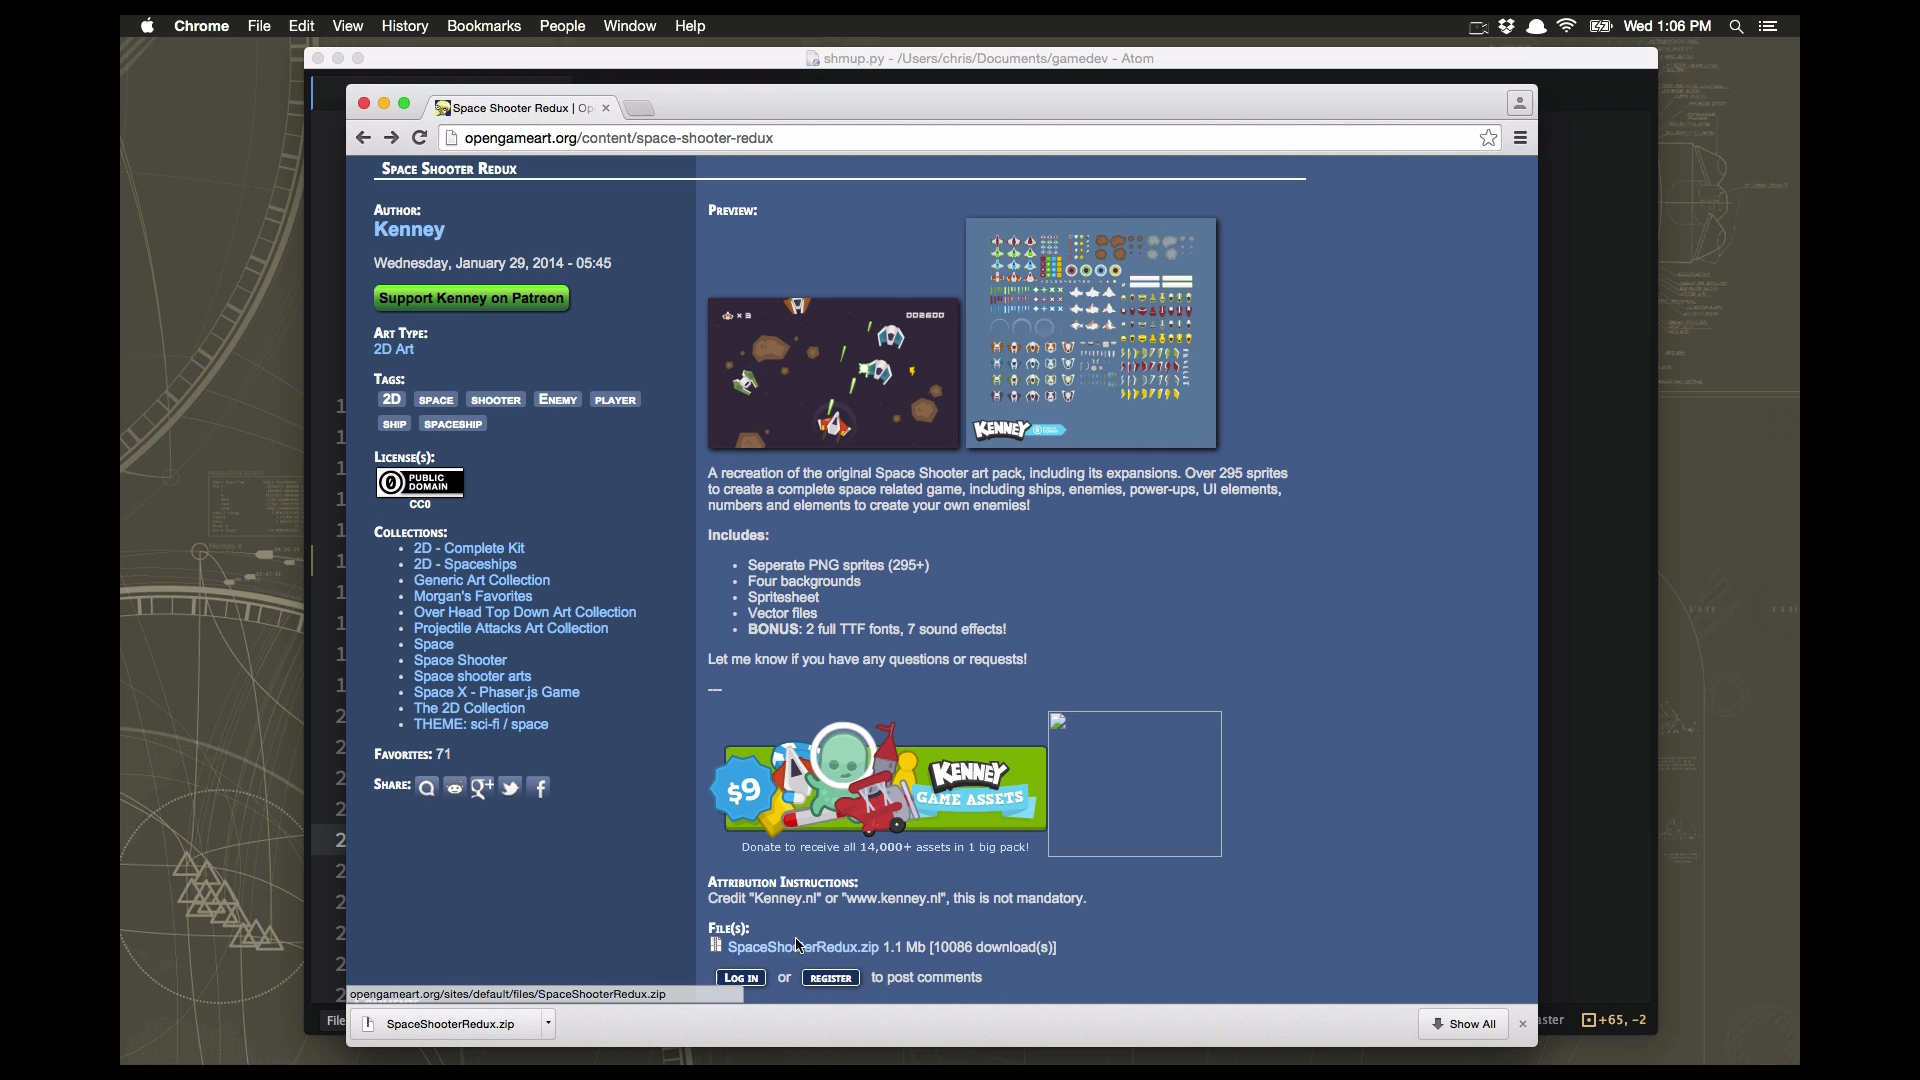 Chrome File Edit View History Bookmarks People Window Help
Wed 1:06 PM
shmup.py - /Users/chris/Documents/gamedev - Atom
Space Shooter Redux | Op
opengameart.org/content/space-shooter-redux
Space Shooter Redux
Author:
Kenney
Wednesday, January 29, 2014 - 05:45
Support Kenney on Patreon
Art Type:
2D Art
Tags:
2D space shooter Enemy player
ship spaceship
License(s):
PUBLIC
DOMAIN
CC0
Collections:
2D - Complete Kit
2D - Spaceships
Generic Art Collection
Morgan's Favorites
Over Head Top Down Art Collection
Projectile Attacks Art Collection
Space
Space Shooter
Space shooter arts
Space X - Phaser.js Game
The 2D Collection
THEME: sci-fi / space
Favorites: 71
Share:
Preview:
× 3
002600
KENNEY
A recreation of the original Space Shooter art pack, including its expansions. Over 295 sprites
to create a complete space related game, including ships, enemies, power-ups, UI elements,
numbers and elements to create your own enemies!
Includes:
Seperate PNG sprites (295+)
Four backgrounds
Spritesheet
Vector files
BONUS: 2 full TTF fonts, 7 sound effects!
Let me know if you have any questions or requests!
---
$9
KENNEY
GAME ASSETS
Donate to receive all 14,000+ assets in 1 big pack!
Attribution Instructions:
Credit "Kenney.nl" or "www.kenney.nl", this is not mandatory.
File(s):
SpaceShooterRedux.zip 1.1 Mb [10086 download(s)]
Log in or register to post comments
opengameart.org/sites/default/files/SpaceShooterRedux.zip
SpaceShooterRedux.zip
Show All
File
aster
+65, -2